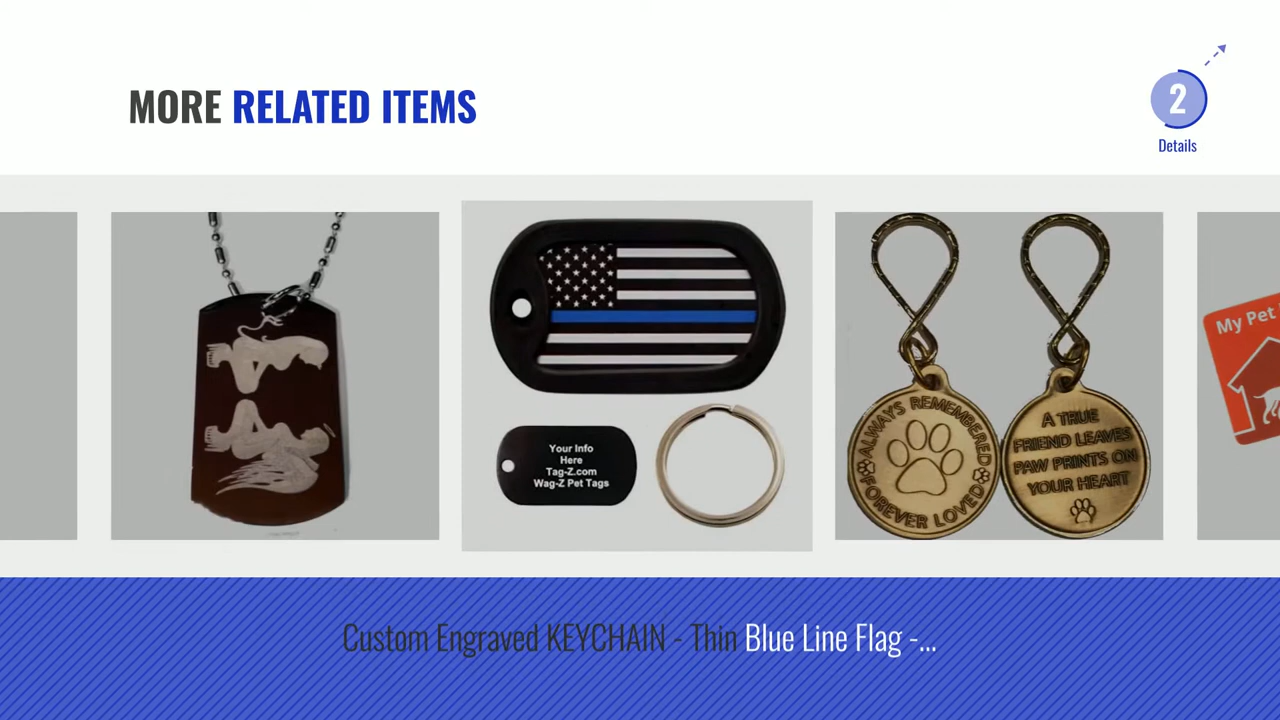 MORE RELATED ITEMS
2
Details
Your Info
Here
Tag-Z.com
Wag-Z Pet Tags
ALWAYS REMEMBERED
FOREVER LOVED
A TRUE
FRIEND LEAVES
PAW PRINTS ON
YOUR HEART
My Pet
Custom Engraved KEYCHAIN - Thin Blue Line Flag -...